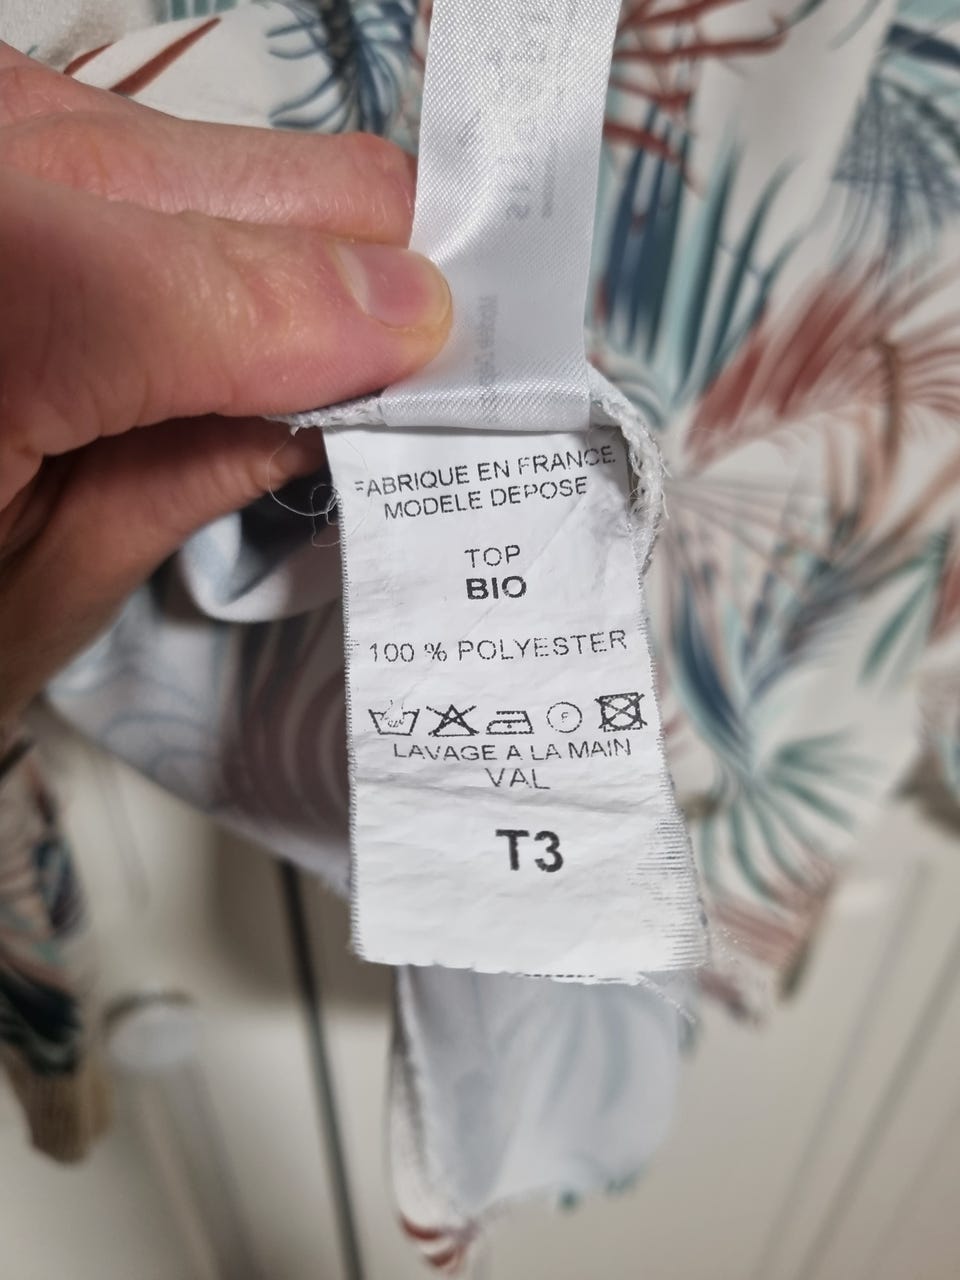 FABRIQUE EN FRANCE
MODELE DEPOSE
TOP
BIO
100 % POLYESTER
F
LAVAGE A LA MAIN
VAL
T3